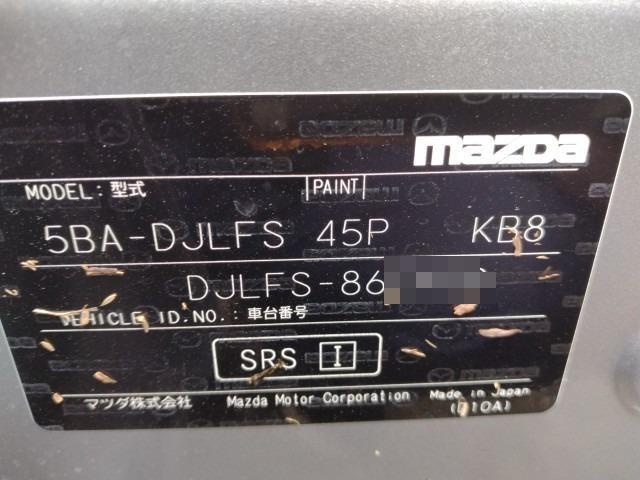 mazda
MODEL: 型式 PAINT
5BA-DJLFS 45P KB8
DJLFS-86
VEHICLE ID.NO.: 車台番号
SRS I
マツダ株式会社 Mazda Motor Corporation Made in Japan
(D10A)